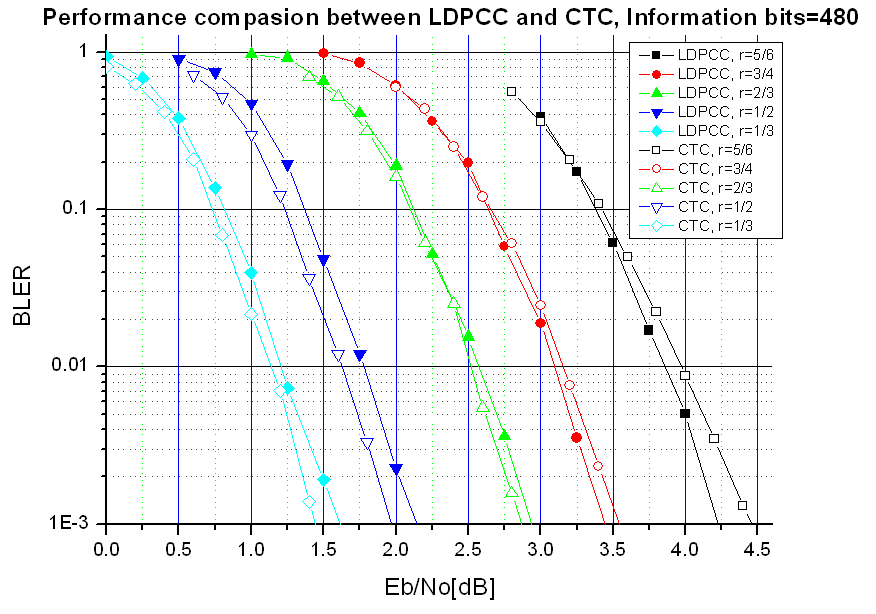 Performance compasion between LDPCC and CTC, Information bits=480
LDPCC, r=5/6
LDPCC, r=3/4
LDPCC, r=2/3
LDPCC, r=1/2
LDPCC, r=1/3
CTC, r=5/6
CTC, r=3/4
CTC, r=2/3
CTC, r=1/2
CTC, r=1/3
1
0.1
0.01
1E-3
BLER
0.0 0.5 1.0 1.5 2.0 2.5 3.0 3.5 4.0 4.5
Eb/No[dB]